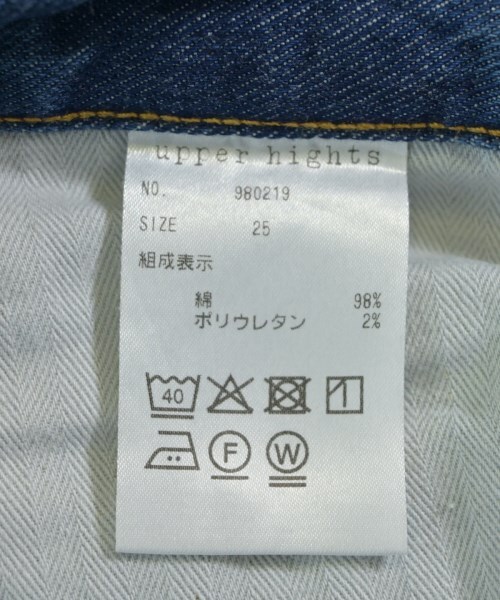 upper hights
NO. 980219
SIZE 25
組成表示
綿 98%
ポリウレタン 2%
40
F W